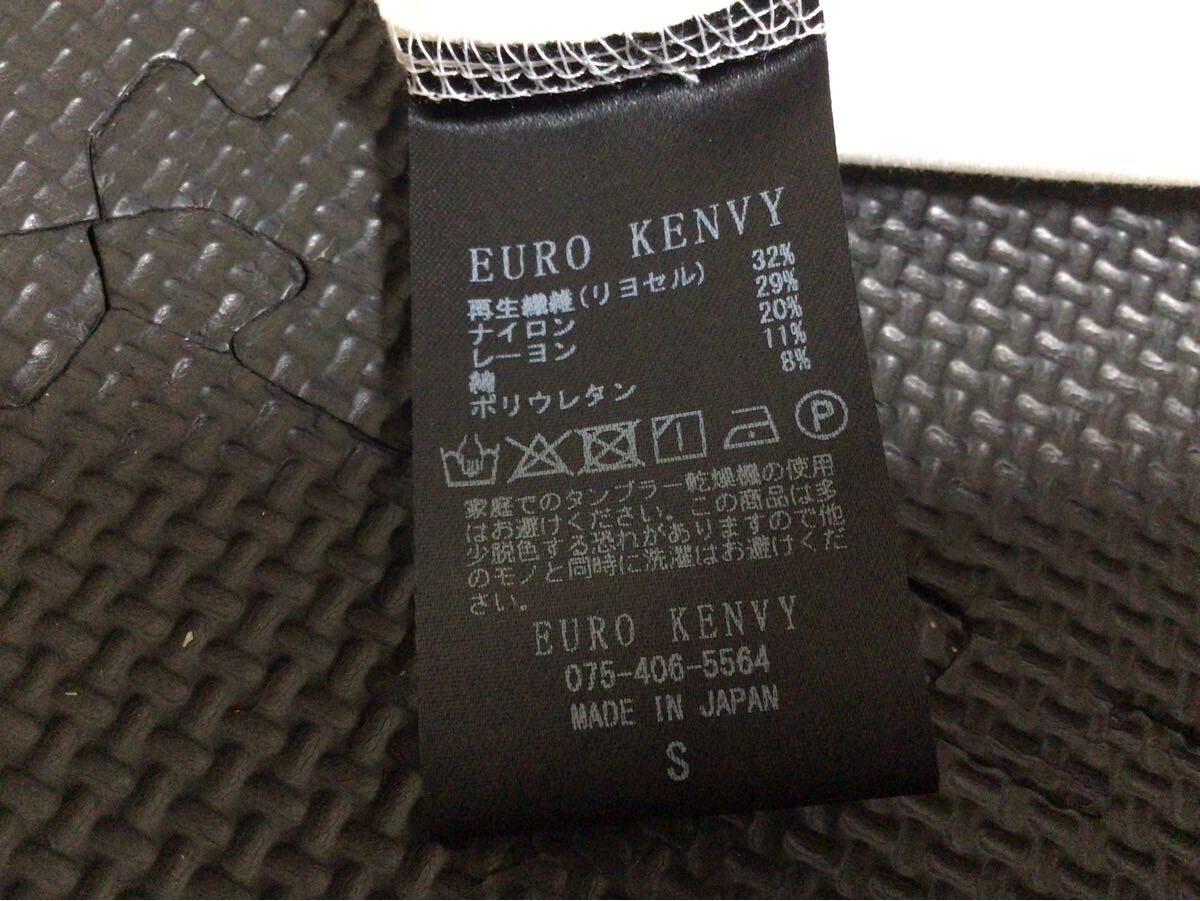 EURO KENVY
再生繊維(リヨセル) 32%
ナイロン 29%
レーヨン 20%
綿 11%
ポリウレタン 8%
P
家庭でのタンブラー乾燥機の使用
はお避けください。この商品は多
少脱色する恐れがありますので他
のモノと同時に洗濯はお避けくだ
さい。
EURO KENVY
075-406-5564
MADE IN JAPAN
S